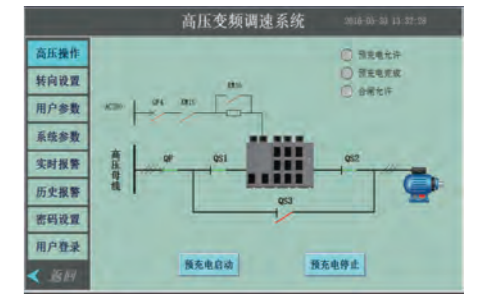 高压变频调速系统
高压操作
转向设置
用户参数
系统参数
实时报警
历史报警
密码设置
用户登录
返回
预充电允许
预充电完成
合闸允许
QF4
高压母线
QF
QS1
QS2
QS3
预充电启动
预充电停止